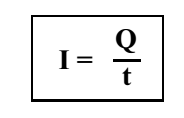 I = Q
t